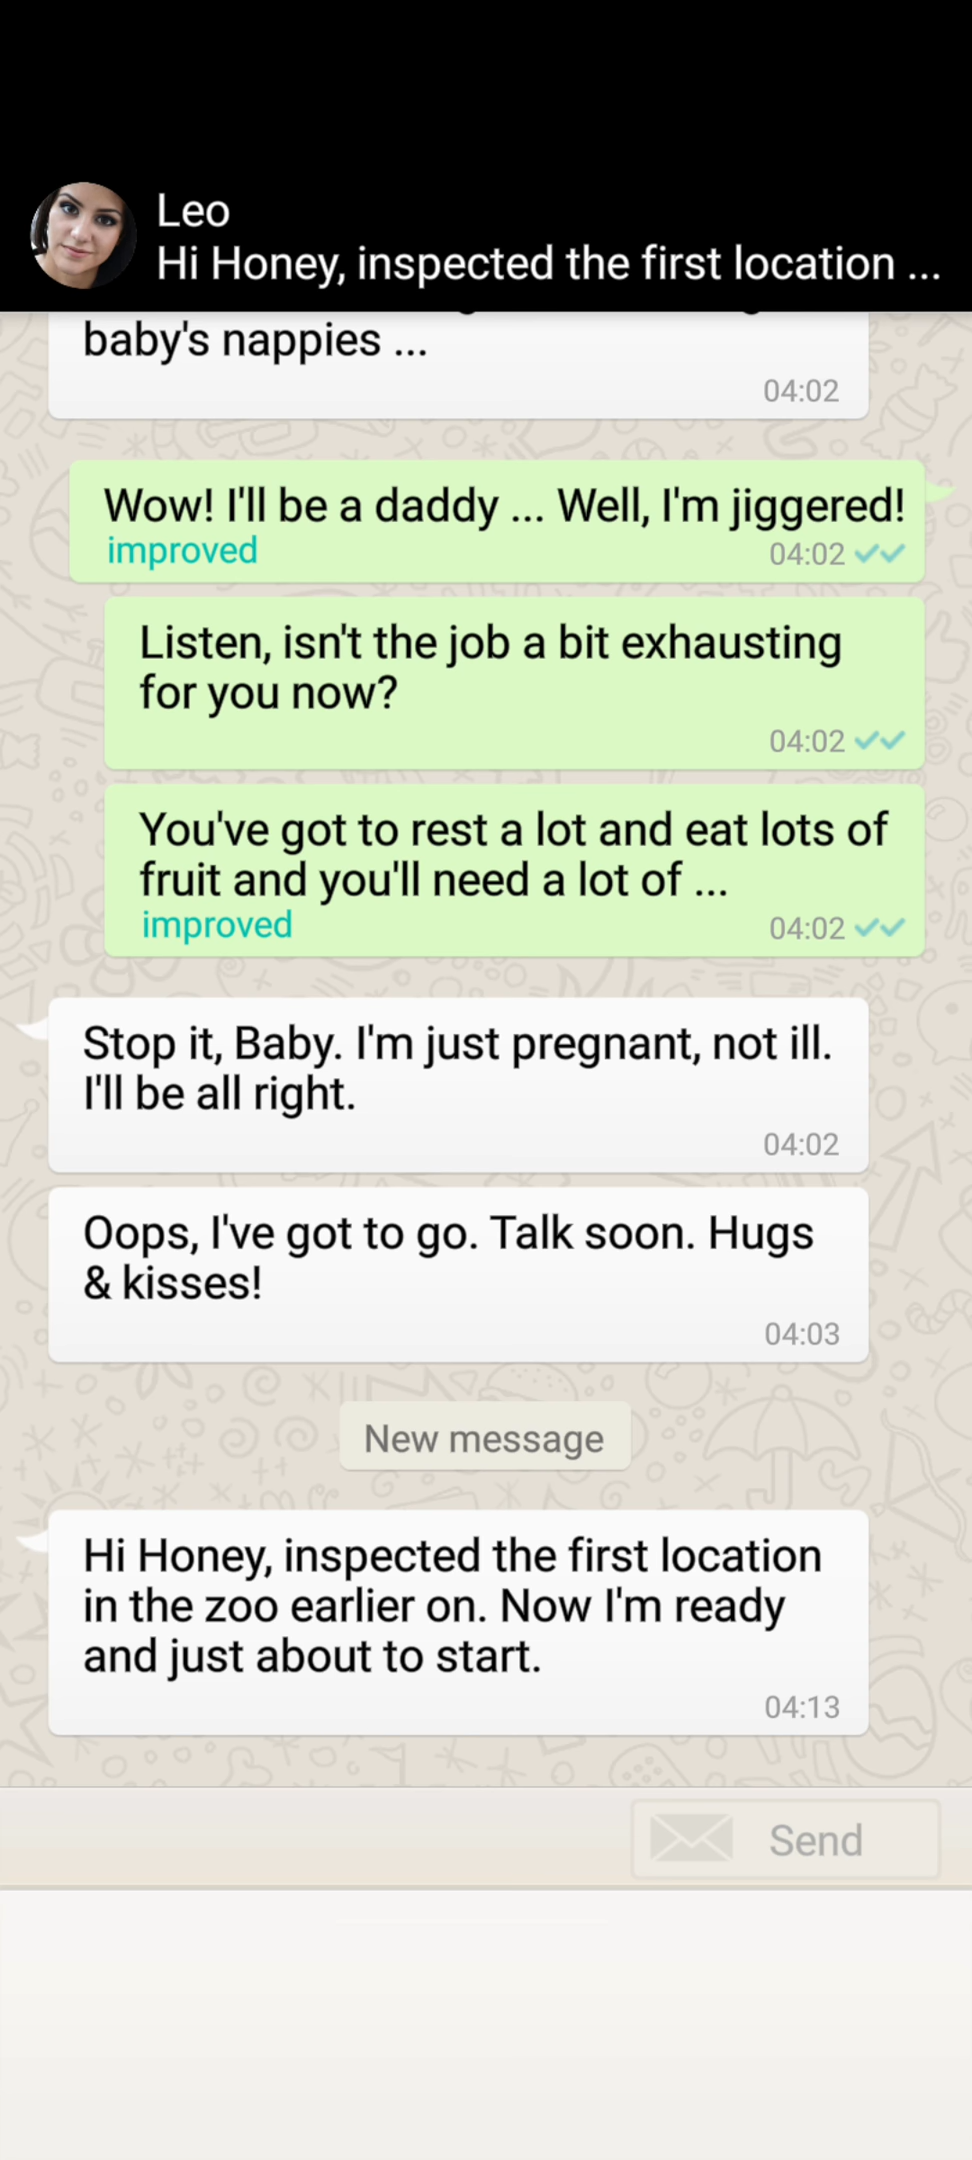 Leo
Hi Honey, inspected the first location ...
baby's nappies ...
04:02
Wow! I'll be a daddy ... Well, I'm jiggered!
improved 04:02
Listen, isn't the job a bit exhausting
for you now?
04:02
You've got to rest a lot and eat lots of
fruit and you'll need a lot of ...
improved 04:02
Stop it, Baby. I'm just pregnant, not ill.
I'll be all right.
04:02
Oops, I've got to go. Talk soon. Hugs
& kisses!
04:03
New message
Hi Honey, inspected the first location
in the zoo earlier on. Now I'm ready
and just about to start.
04:13
Send